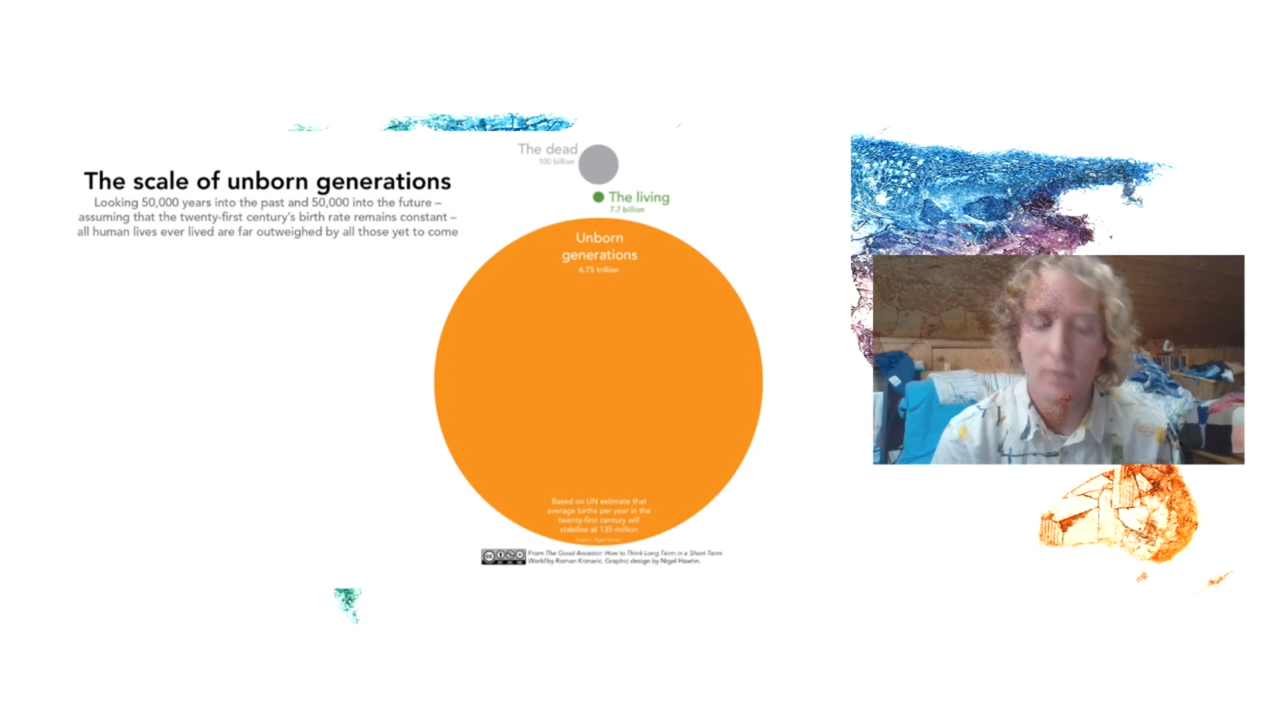 The scale of unborn generations
Looking 50,000 years into the past and 50,000 into the future –
assuming that the twenty-first century's birth rate remains constant –
all human lives ever lived are far outweighed by all those yet to come
The dead
100 billion
The living
7.7 billion
Unborn
generations
6.75 trillion
Based on UN estimate that
average births per year in the
twenty-first century will
stabilise at 135 million
From The Good Ancestor: How to Think Long Term in a Short-Term
World by Roman Krznaric. Graphic design by Nigel Hawtin.